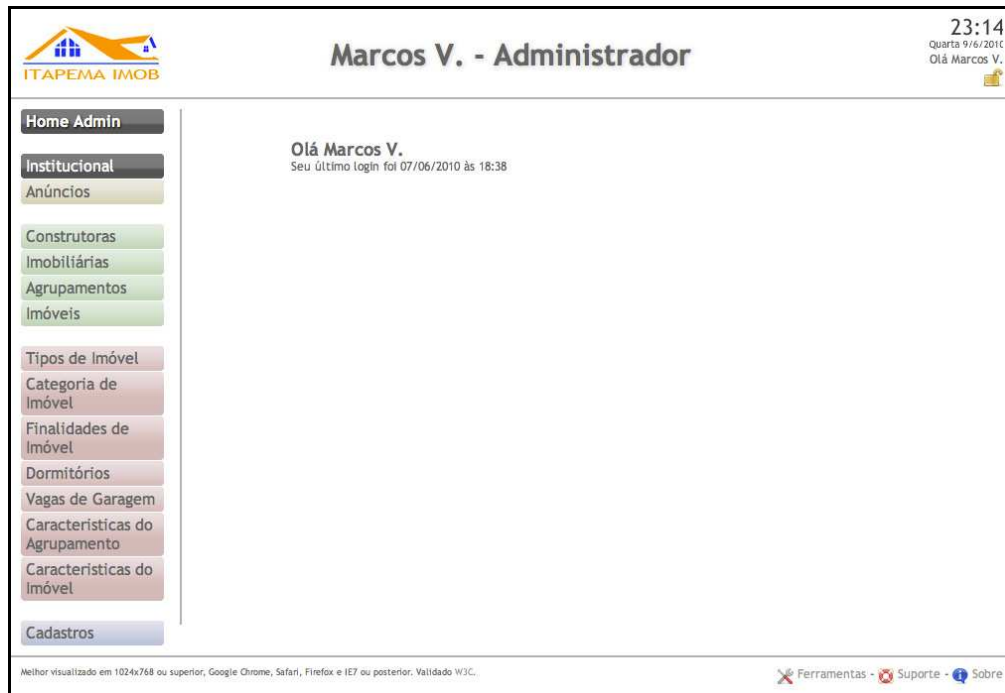 ITAPEMA IMOB
Marcos V. - Administrador
23:14
Quarta 9/6/2010
Olá Marcos V.
Home Admin
Institucional
Anúncios
Construtoras
Imobiliárias
Agrupamentos
Imóveis
Tipos de Imóvel
Categoria de
Imóvel
Finalidades de
Imóvel
Dormitórios
Vagas de Garagem
Caracteristicas do
Agrupamento
Caracteristicas do
Imóvel
Cadastros
Olá Marcos V.
Seu último login foi 07/06/2010 às 18:38
Melhor visualizado em 1024x768 ou superior, Google Chrome, Safari, Firefox e IE7 ou posterior. Validado W3C.
Ferramentas - Suporte - Sobre